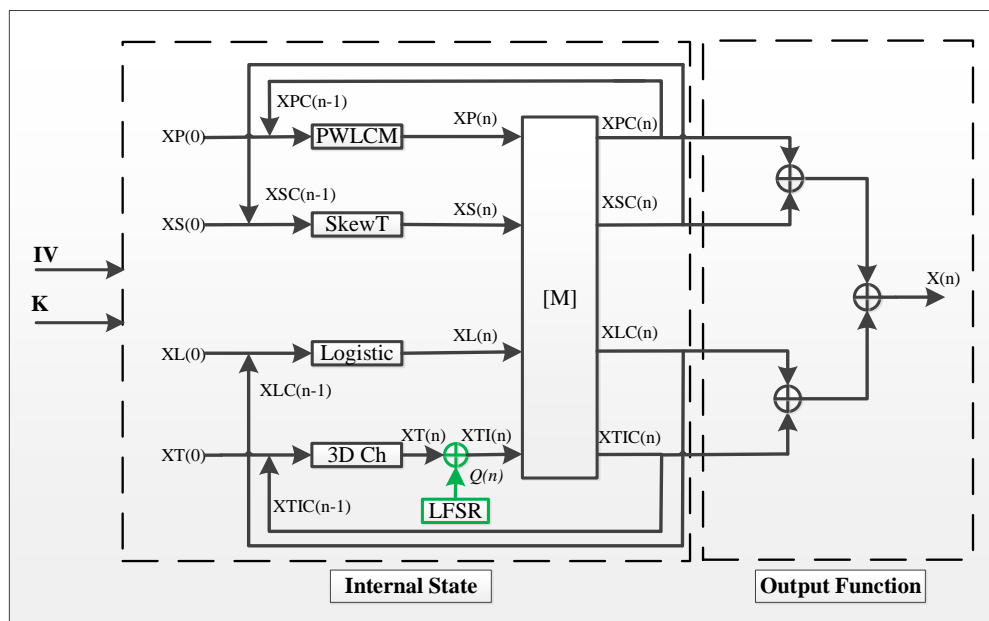 XPC(n-1)
XP(0)
PWLCM
XP(n)
XPC(n)
XSC(n-1)
XS(0)
SkewT
XS(n)
XSC(n)
IV
K
[M]
X(n)
XL(0)
Logistic
XL(n)
XLC(n)
XLC(n-1)
XT(0)
3D Ch
XT(n)
XTI(n)
XTIC(n)
Q(n)
LFSR
XTIC(n-1)
Internal State
Output Function